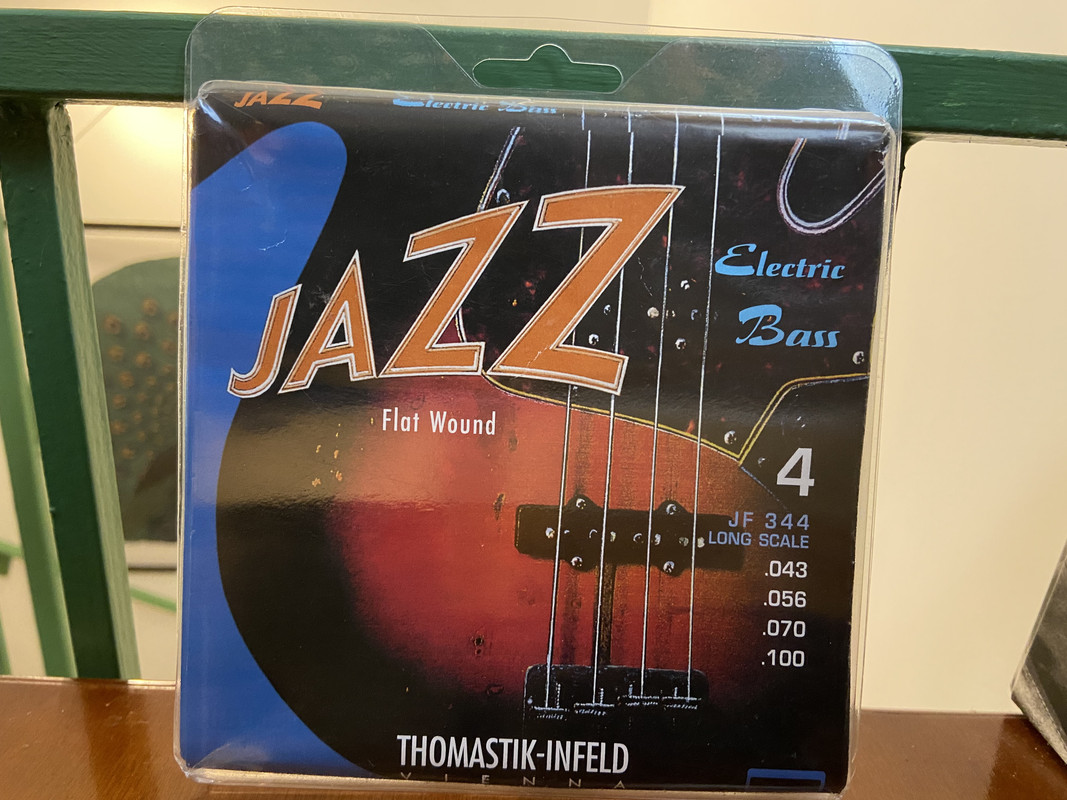 JAZZ
Electric Bass
JAZZ
Electric
Bass
Flat Wound
4
JF 344
LONG SCALE
.043
.056
.070
.100
THOMASTIK-INFELD
VIENNA